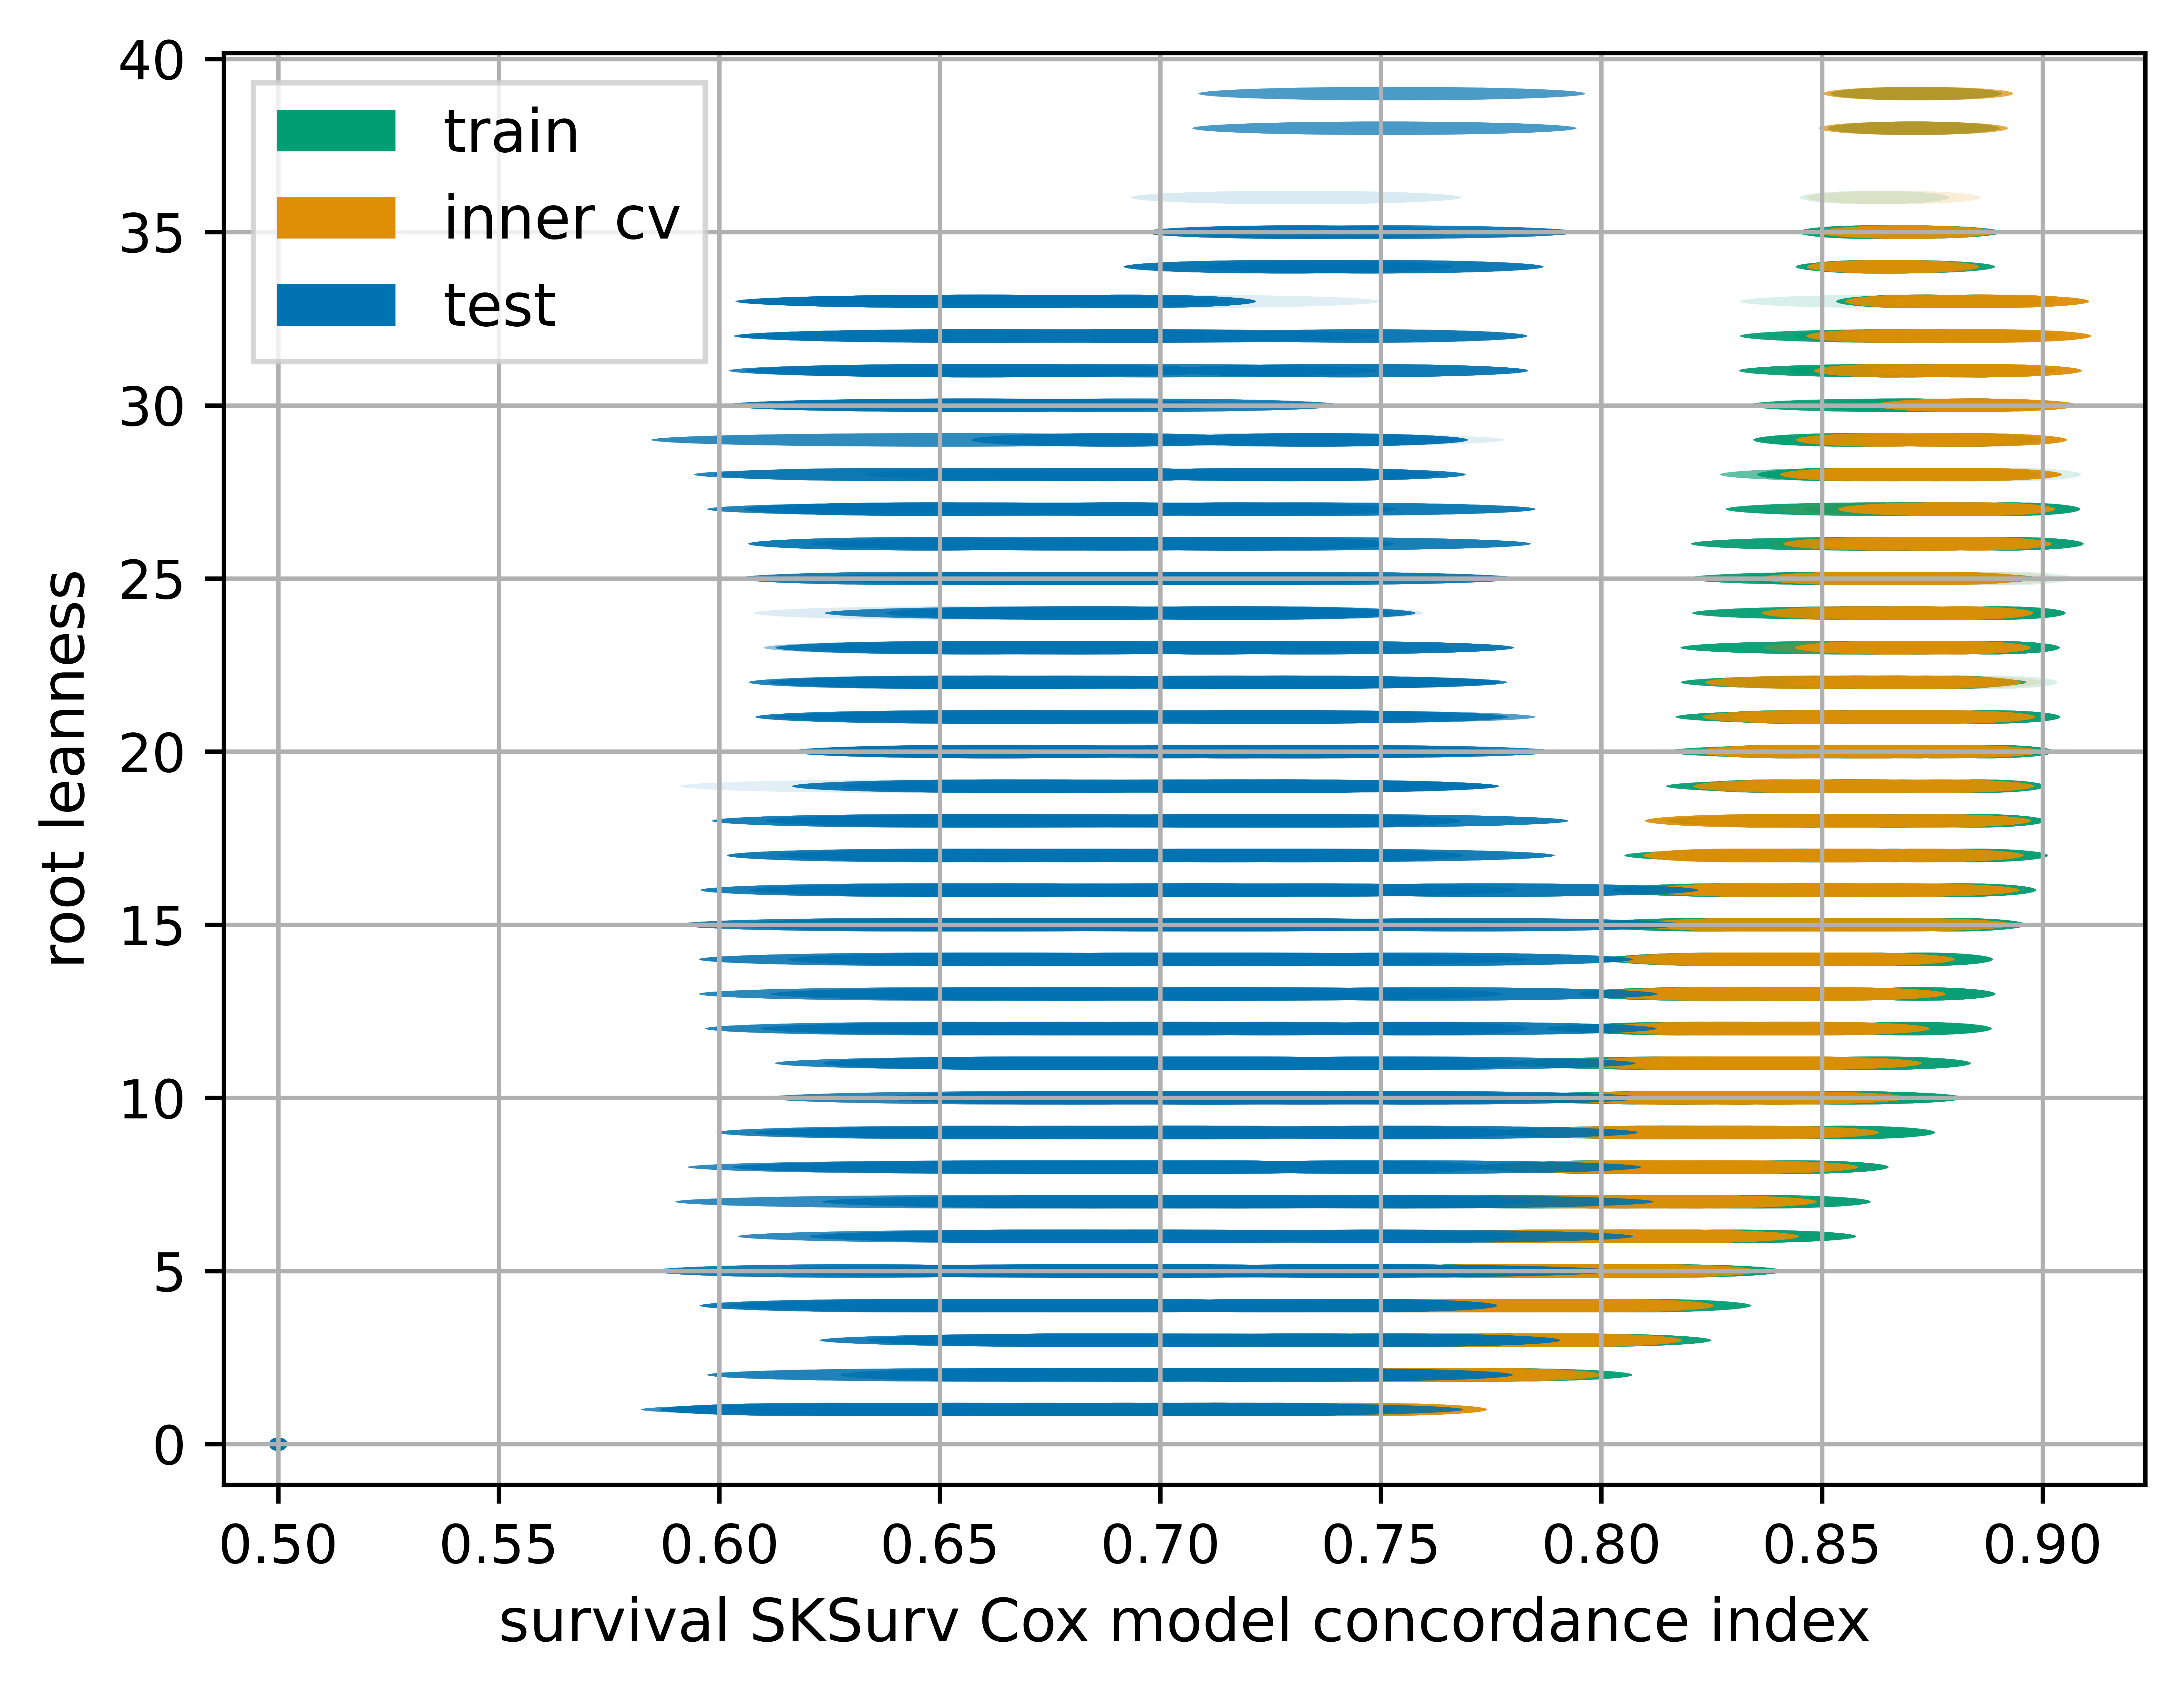 40
35
30
25
20
15
10
5
0
root leanness
train
inner cv
test
0.50 0.55 0.60 0.65 0.70 0.75 0.80 0.85 0.90
survival SKSurv Cox model concordance index